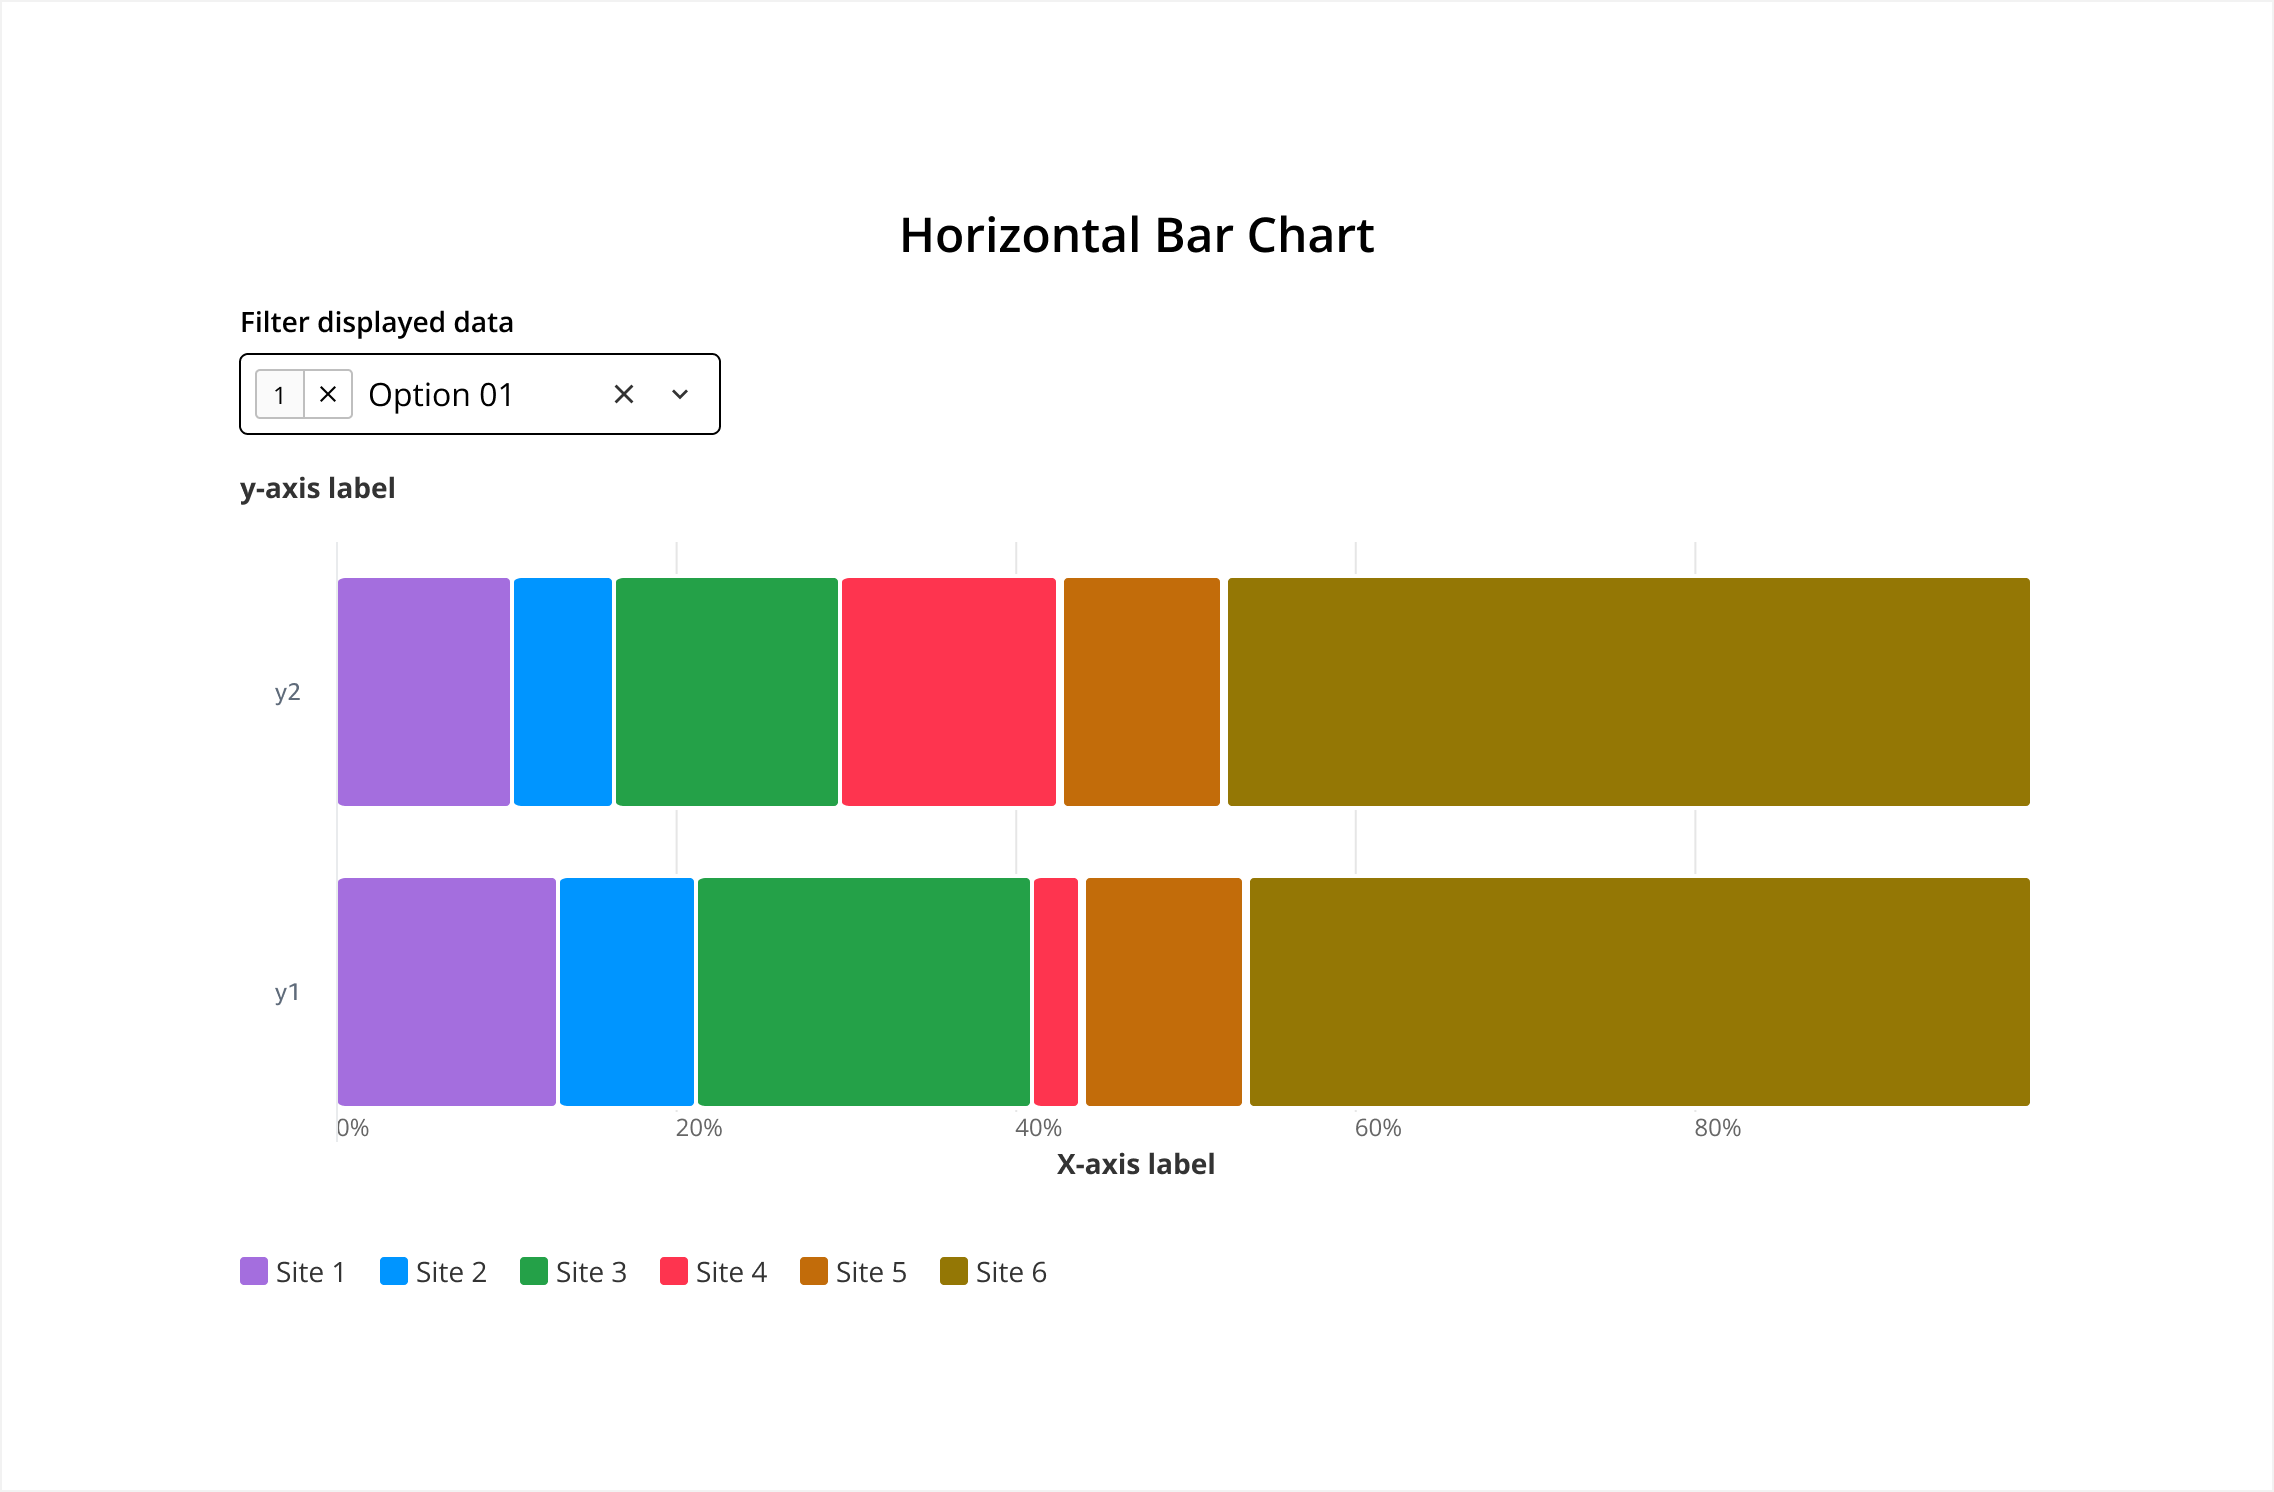 Horizontal Bar Chart
Filter displayed data
1 Option 01
y-axis label
y2
y1
0% 20% 40% 60% 80%
X-axis label
Site 1 Site 2 Site 3 Site 4 Site 5 Site 6